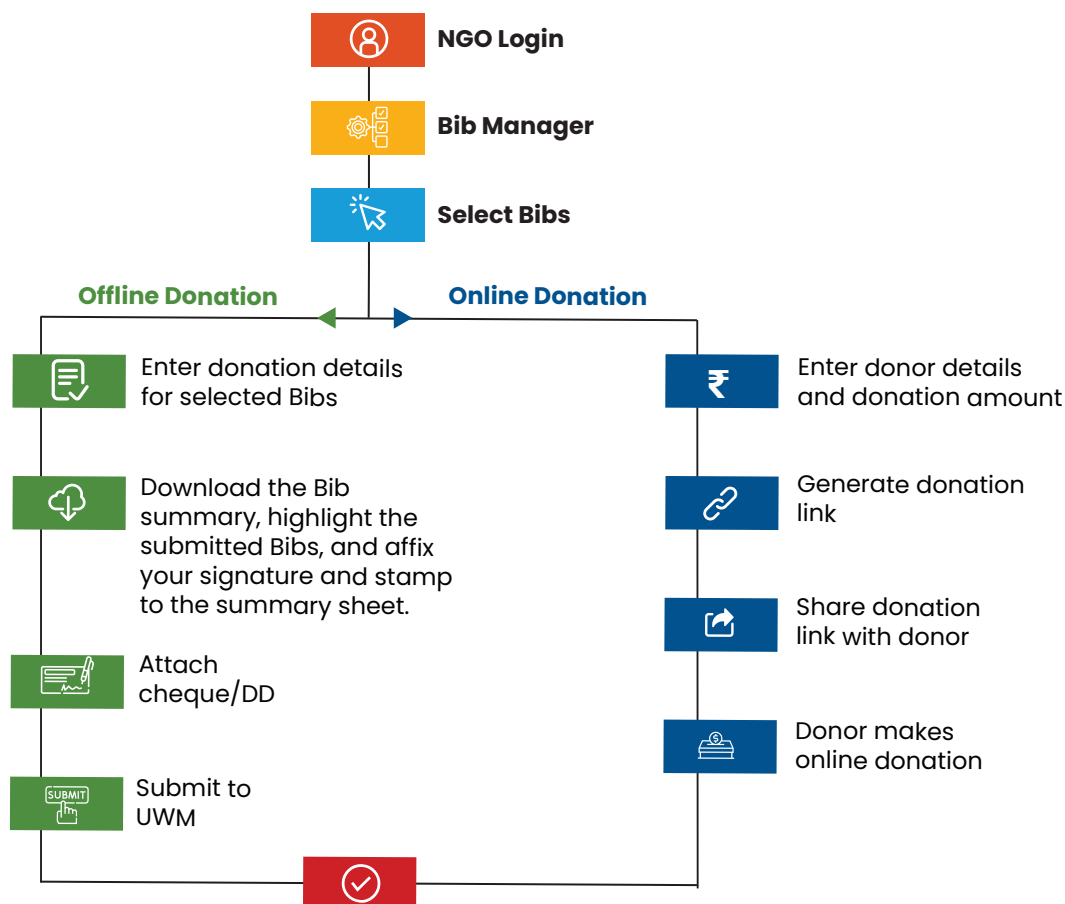 NGO Login
Bib Manager
Select Bibs
Offline Donation
Online Donation
Enter donation details
for selected Bibs
Download the Bib
summary, highlight the
submitted Bibs, and affix
your signature and stamp
to the summary sheet.
Attach
cheque/DD
SUBMIT
Submit to
UWM
₹
Enter donor details
and donation amount
Generate donation
link
Share donation
link with donor
$
Donor makes
online donation